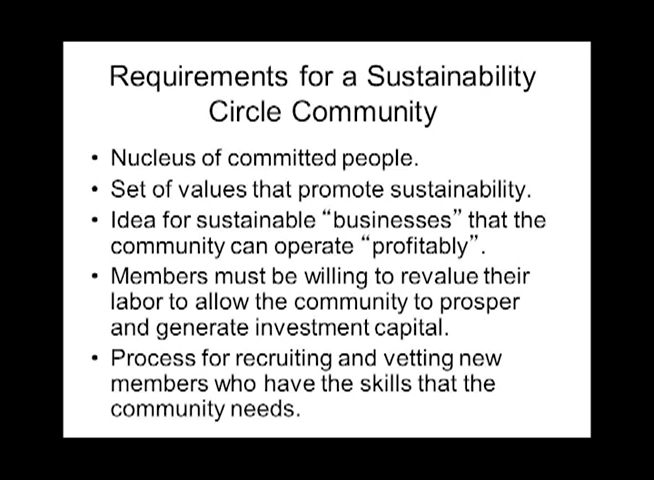 Requirements for a Sustainability
Circle Community
• Nucleus of committed people.
• Set of values that promote sustainability.
• Idea for sustainable “businesses” that the
community can operate “profitably”.
• Members must be willing to revalue their
labor to allow the community to prosper
and generate investment capital.
• Process for recruiting and vetting new
members who have the skills that the
community needs.